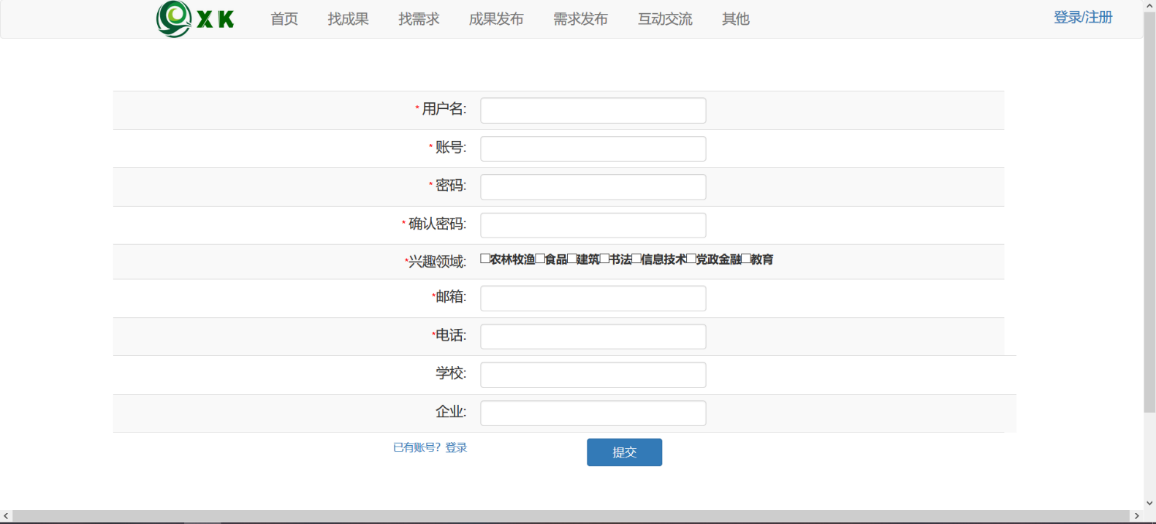 XK 首页 找成果 找需求 成果发布 需求发布 互动交流 其他 登录/注册
* 用户名:
* 账号:
* 密码:
* 确认密码:
*兴趣领域: 农林牧渔 食品 建筑 书法 信息技术 党政金融 教育
*邮箱:
*电话:
学校:
企业:
已有账号? 登录 提交